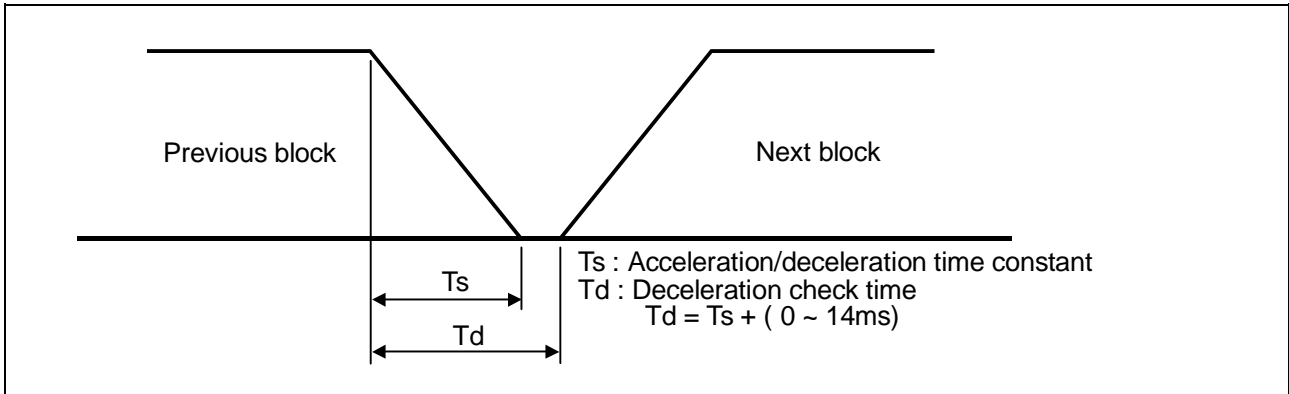 Previous block
Next block
Ts : Acceleration/deceleration time constant
Ts
Td : Deceleration check time
Td = Ts + ( 0 ~ 14ms)
Td